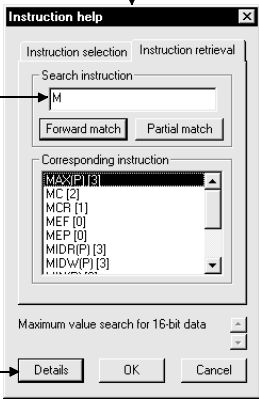 Instruction help
Instruction selection
Instruction retrieval
Search instruction
M
Forward match
Partial match
Corresponding instruction
MAX(P) [3]
MC [2]
MCR [1]
MEF [0]
MEP [0]
MIDR(P) [3]
MIDW(P) [3]
Maximum value search for 16-bit data
Details
OK
Cancel